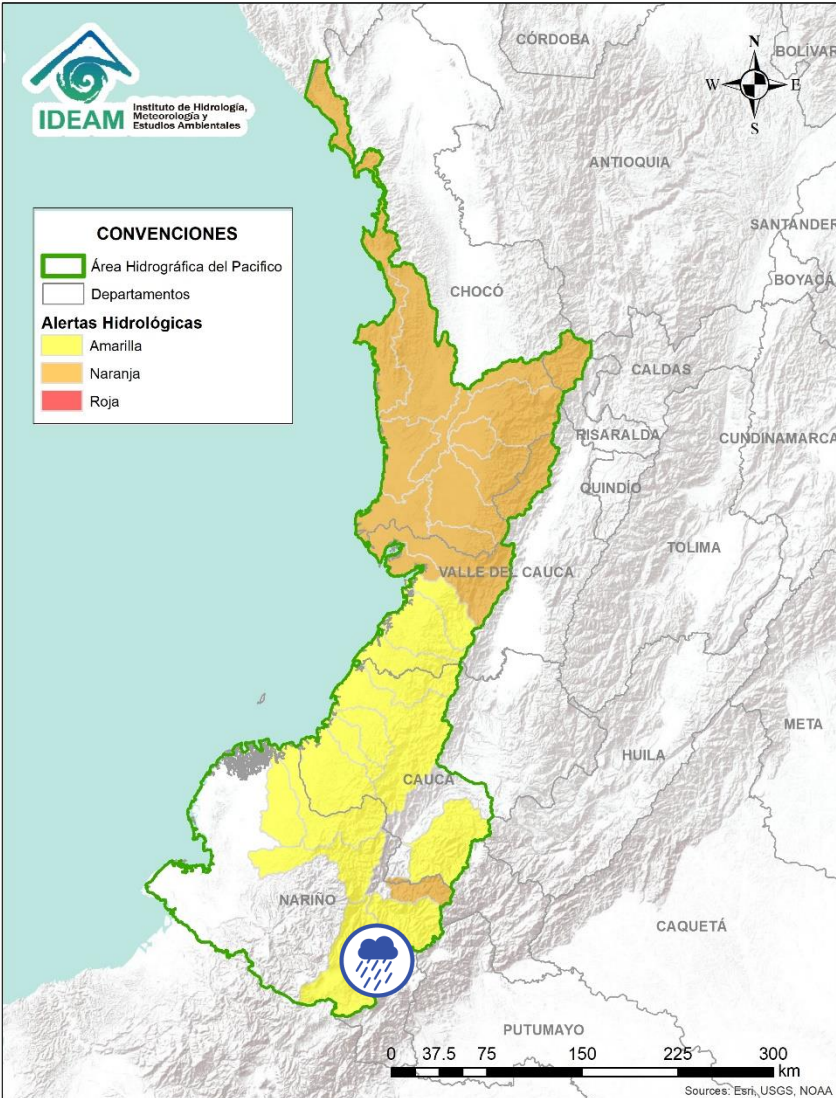 IDEAM
Instituto de Hidrología,
Meteorología y
Estudios Ambientales
N
W
E
S
CÓRDOBA
BOLÍVAR
ANTIOQUIA
SANTANDER
BOYACÁ
CHOCÓ
CALDAS
RISARALDA
CUNDINAMARCA
QUINDÍO
TOLIMA
VALLE DEL CAUCA
META
HUILA
CAUCA
NARIÑO
CAQUETÁ
PUTUMAYO
CONVENCIONES
Área Hidrográfica del Pacifico
Departamentos
Alertas Hidrológicas
Amarilla
Naranja
Roja
0 37.5 75 150 225 300
km
Sources: Esri, USGS, NOAA